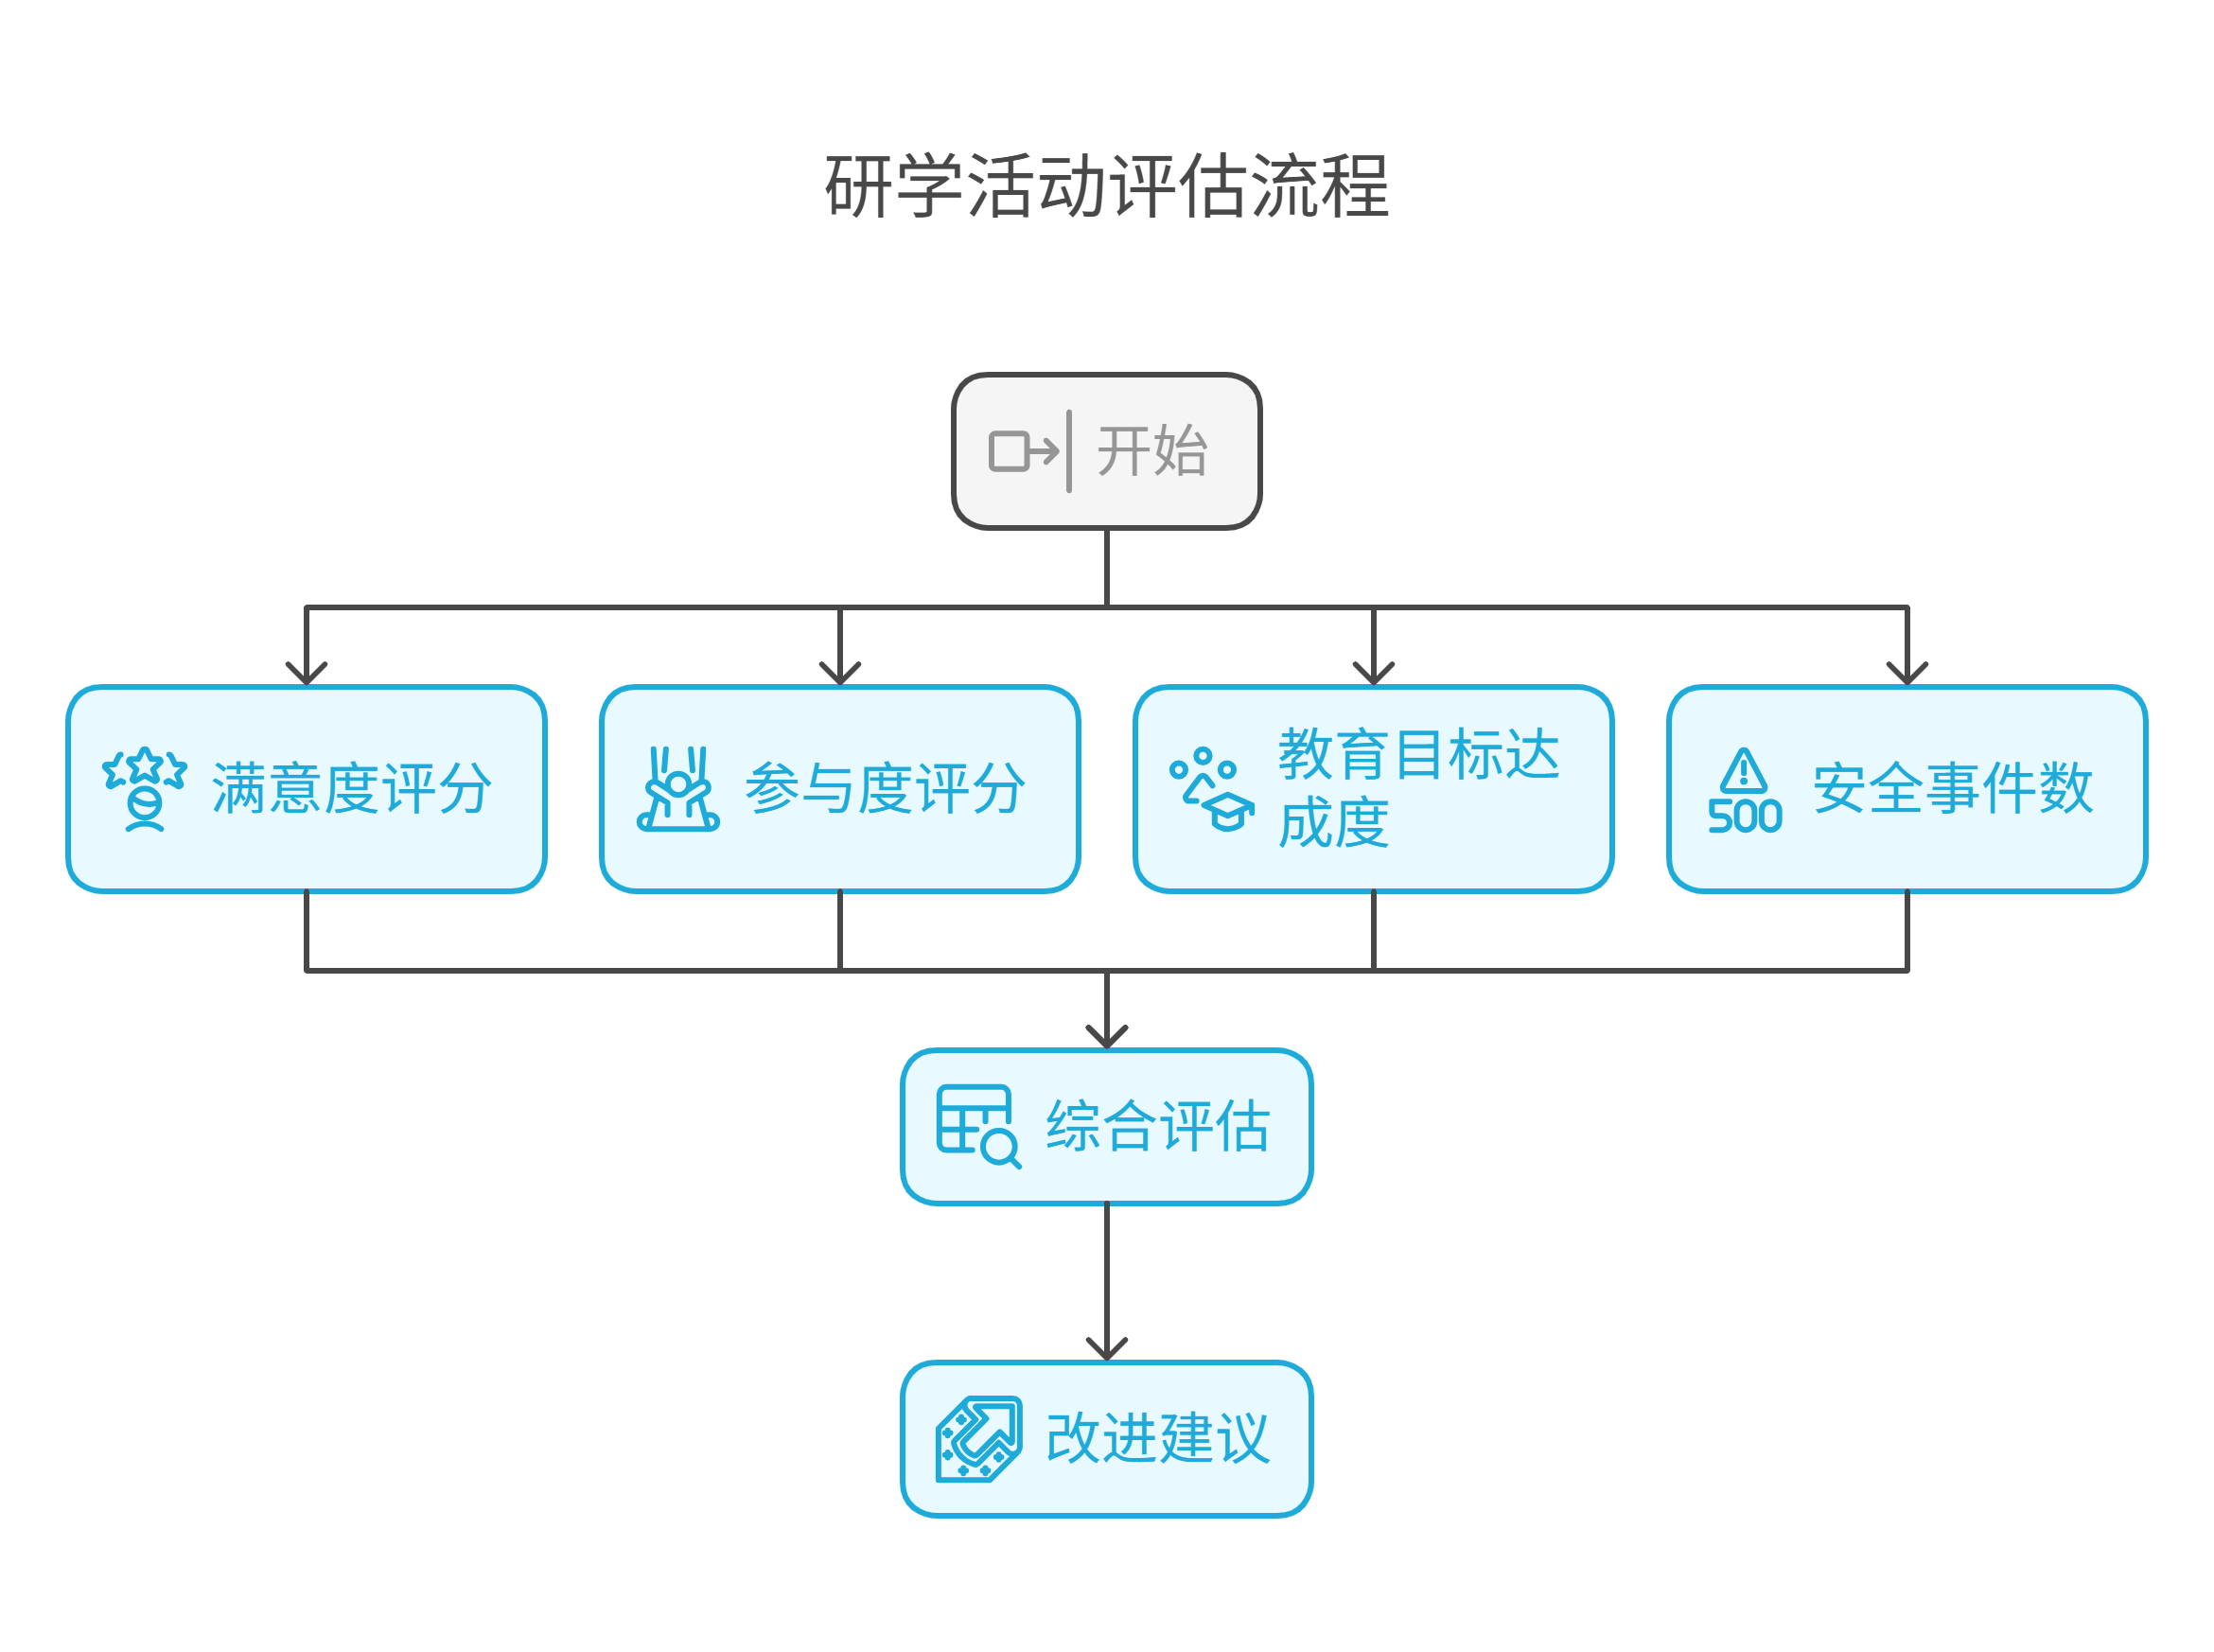 研学活动评估流程
开始
满意度评分
参与度评分
教育目标达
成度
安全事件数
500
综合评估
改进建议